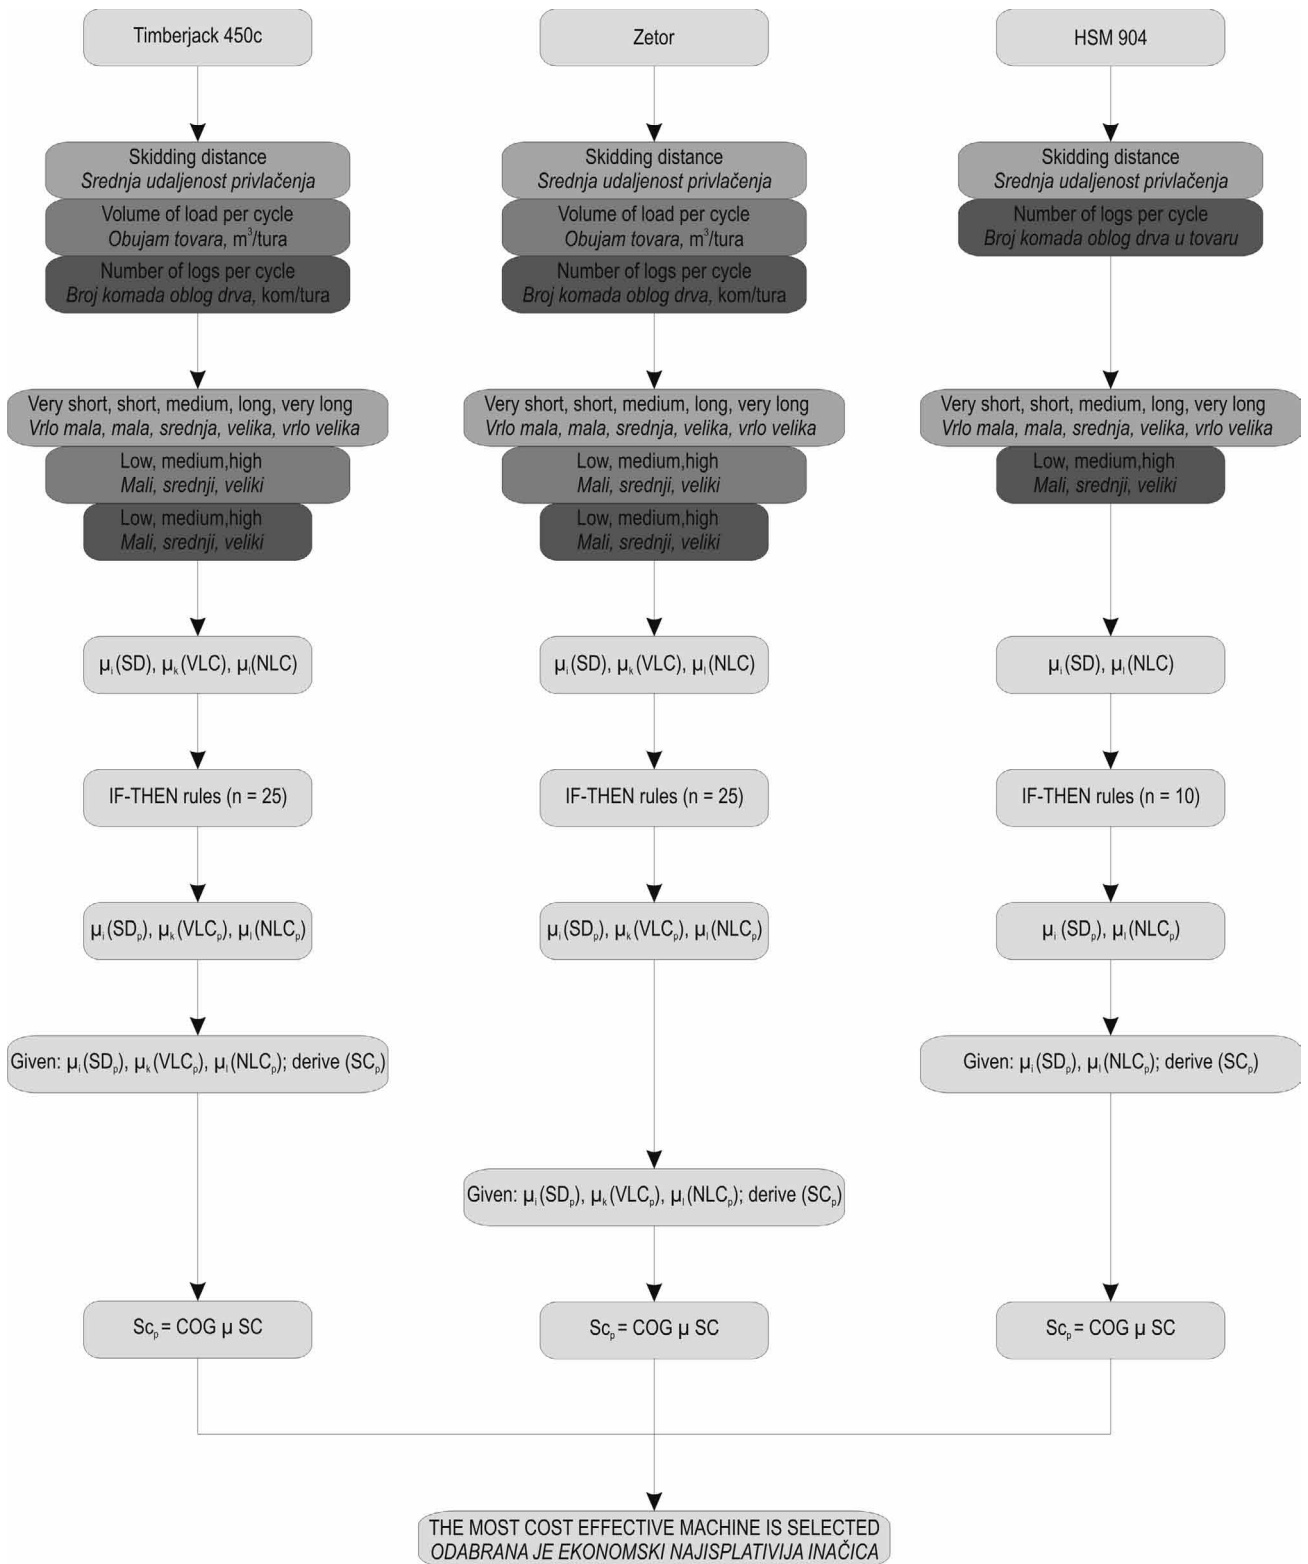 Timberjack 450c
Skidding distance
Srednja udaljenost privlačenja
Volume of load per cycle
Obujam tovara, m³/tura
Number of logs per cycle
Broj komada oblog drva, kom/tura
Very short, short, medium, long, very long
Vrlo mala, mala, srednja, velika, vrlo velika
Low, medium,high
Mali, srednji, veliki
Low, medium,high
Mali, srednji, veliki
μᵢ(SD), μₖ(VLC), μₗ(NLC)
IF-THEN rules (n = 25)
μᵢ(SDₚ), μₖ(VLCₚ), μₗ(NLCₚ)
Given: μᵢ(SDₚ), μₖ(VLCₚ), μₗ(NLCₚ); derive (SCₚ)
Scₚ = COG μ SC
Zetor
Skidding distance
Srednja udaljenost privlačenja
Volume of load per cycle
Obujam tovara, m³/tura
Number of logs per cycle
Broj komada oblog drva, kom/tura
Very short, short, medium, long, very long
Vrlo mala, mala, srednja, velika, vrlo velika
Low, medium,high
Mali, srednji, veliki
Low, medium,high
Mali, srednji, veliki
μᵢ(SD), μₖ(VLC), μₗ(NLC)
IF-THEN rules (n = 25)
μᵢ(SDₚ), μₖ(VLCₚ), μₗ(NLCₚ)
Given: μᵢ(SDₚ), μₖ(VLCₚ), μₗ(NLCₚ); derive (SCₚ)
Scₚ = COG μ SC
HSM 904
Skidding distance
Srednja udaljenost privlačenja
Number of logs per cycle
Broj komada oblog drva u tovaru
Very short, short, medium, long, very long
Vrlo mala, mala, srednja, velika, vrlo velika
Low, medium,high
Mali, srednji, veliki
μᵢ(SD), μₗ(NLC)
IF-THEN rules (n = 10)
μᵢ(SDₚ), μₗ(NLCₚ)
Given: μᵢ(SDₚ), μₗ(NLCₚ); derive (SCₚ)
Scₚ = COG μ SC
THE MOST COST EFFECTIVE MACHINE IS SELECTED
ODABRANA JE EKONOMSKI NAJISPLATIVIJA INAČICA